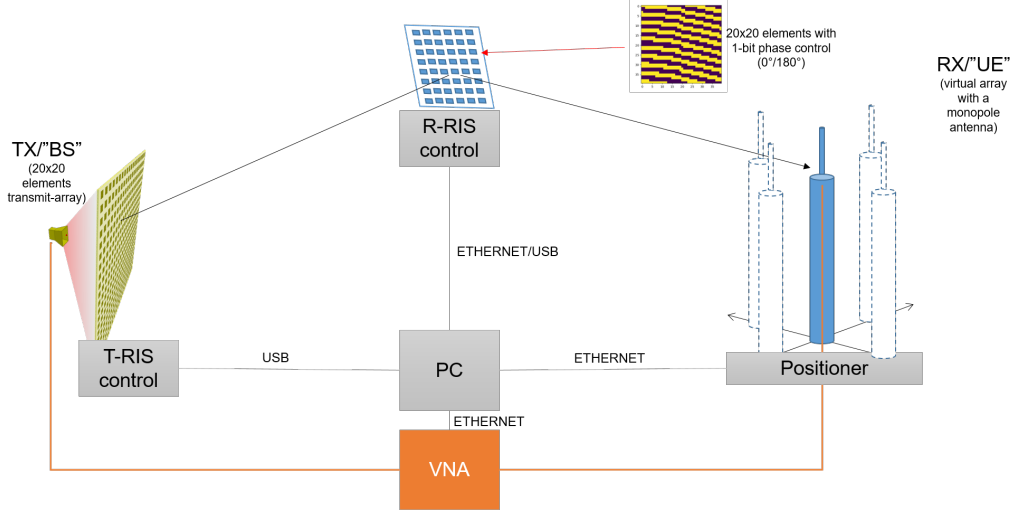 20x20 elements with
1-bit phase control
(0°/180°)
RX/”UE”
(virtual array
with a
monopole
antenna)
R-RIS
control
TX/”BS”
(20x20
elements
transmit-array)
ETHERNET/USB
T-RIS
control
USB
PC
ETHERNET
Positioner
ETHERNET
VNA